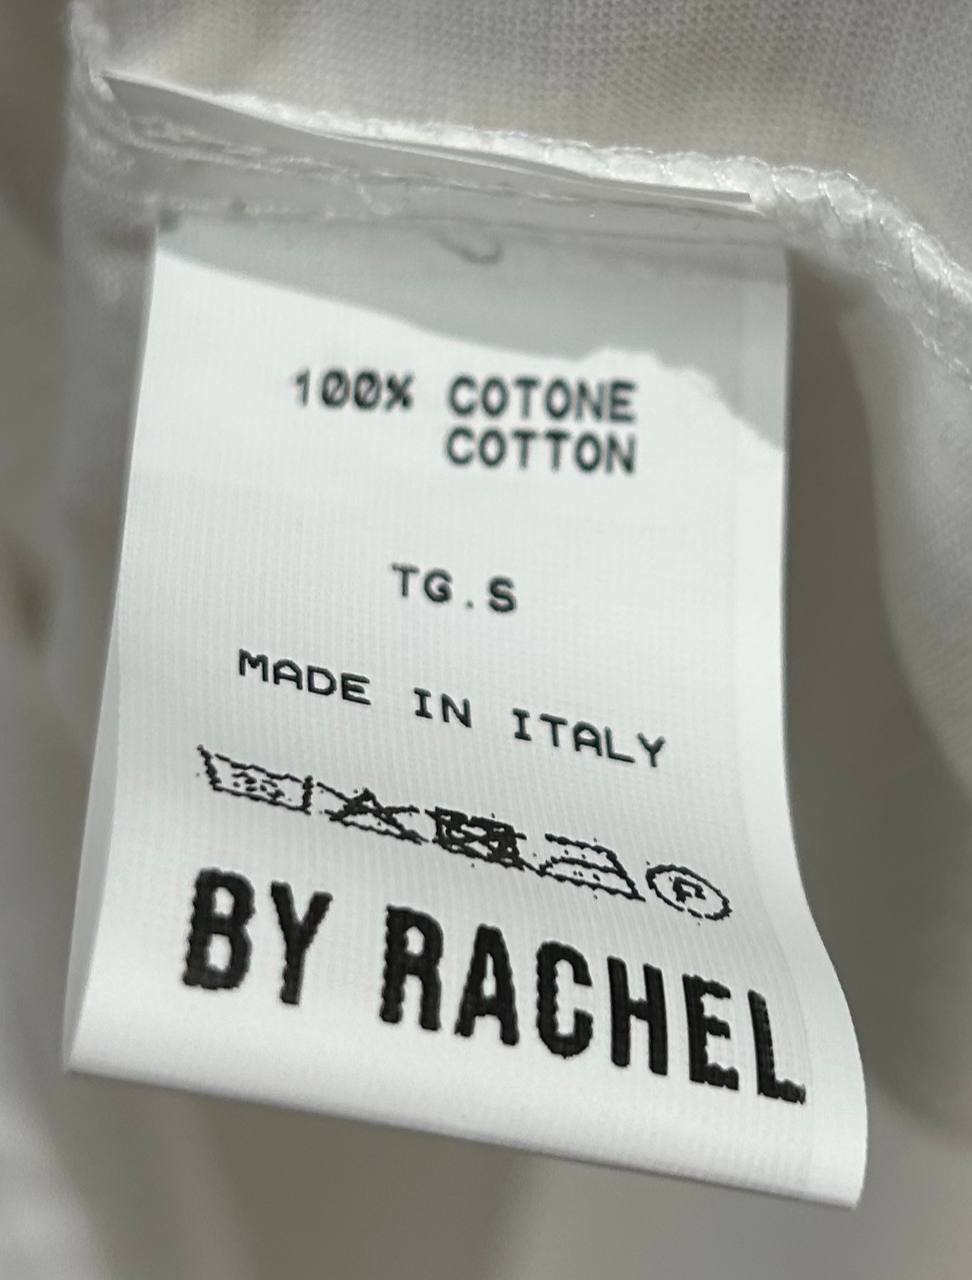 100% COTONE
COTTON
TG.S
MADE IN ITALY
P
BY RACHEL